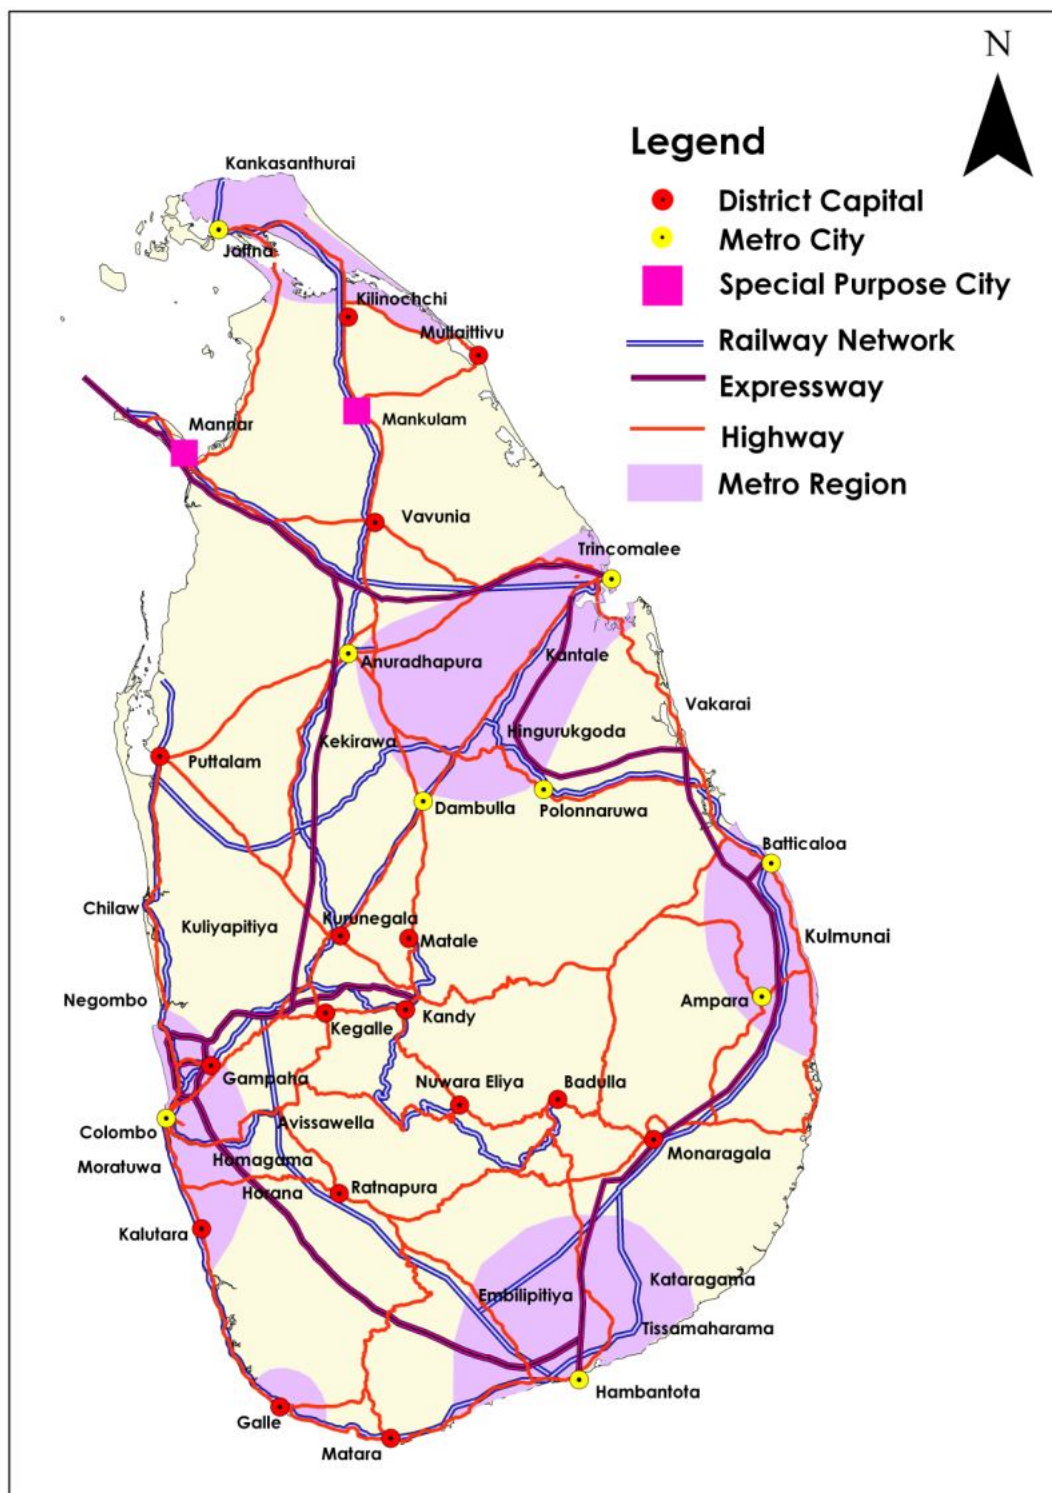 N
Legend
District Capital
Metro City
Special Purpose City
Railway Network
Expressway
Highway
Metro Region
Kankasanthurai
Jaffna
Kilinochchi
Mullaittivu
Mankulam
Mannar
Vavunia
Trincomalee
Anuradhapura
Kantale
Vakarai
Kekirawa
Hingurukgoda
Puttalam
Dambulla
Polonnaruwa
Batticaloa
Chilaw
Kuliyapitiya
Kurunegala
Matale
Kulmunai
Negombo
Ampara
Kegalle
Kandy
Gampaha
Nuwara Eliya
Badulla
Colombo
Avissawella
Monaragala
Moratuwa
Homagama
Horana
Ratnapura
Kalutara
Kataragama
Embilipitiya
Tissamaharama
Hambantota
Galle
Matara